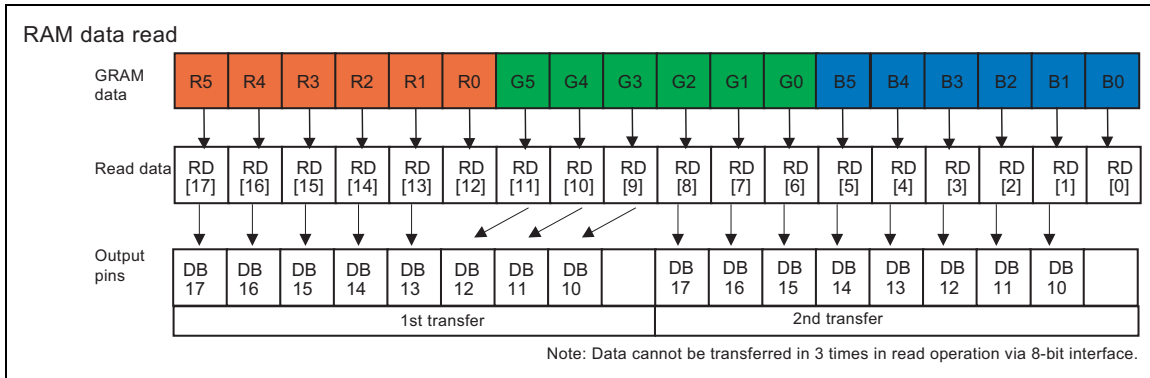 RAM data read
GRAM data R5 R4 R3 R2 R1 R0 G5 G4 G3 G2 G1 G0 B5 B4 B3 B2 B1 B0
Read data RD [17] RD [16] RD [15] RD [14] RD [13] RD [12] RD [11] RD [10] RD [9] RD [8] RD [7] RD [6] RD [5] RD [4] RD [3] RD [2] RD [1] RD [0]
Output pins DB 17 DB 16 DB 15 DB 14 DB 13 DB 12 DB 11 DB 10 DB 17 DB 16 DB 15 DB 14 DB 13 DB 12 DB 11 DB 10
1st transfer 2nd transfer
Note: Data cannot be transferred in 3 times in read operation via 8-bit interface.